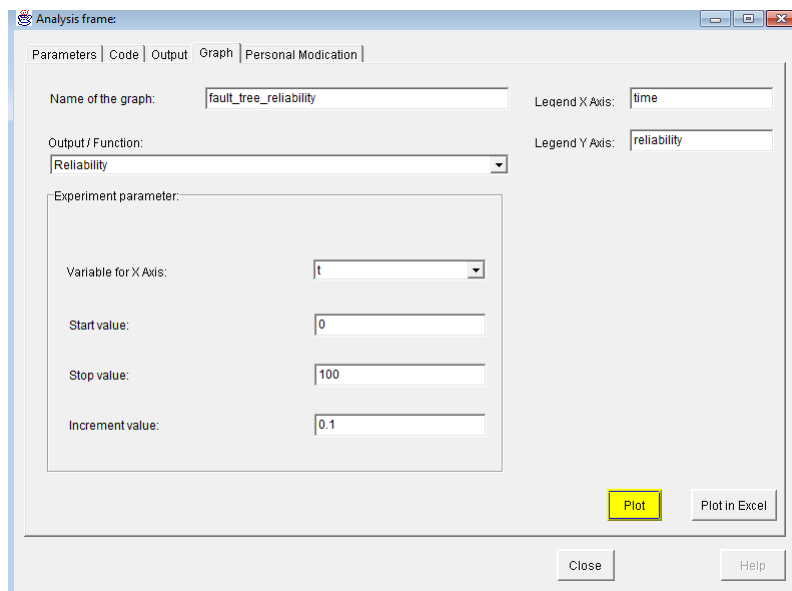 Analysis frame:
Parameters Code Output Graph Personal Modication
Name of the graph: fault_tree_reliability Legend X Axis: time
Output / Function: Legend Y Axis: reliability
Reliability
Experiment parameter:
Variable for X Axis: t
Start value: 0
Stop value: 100
Increment value: 0.1
Plot Plot in Excel
Close Help